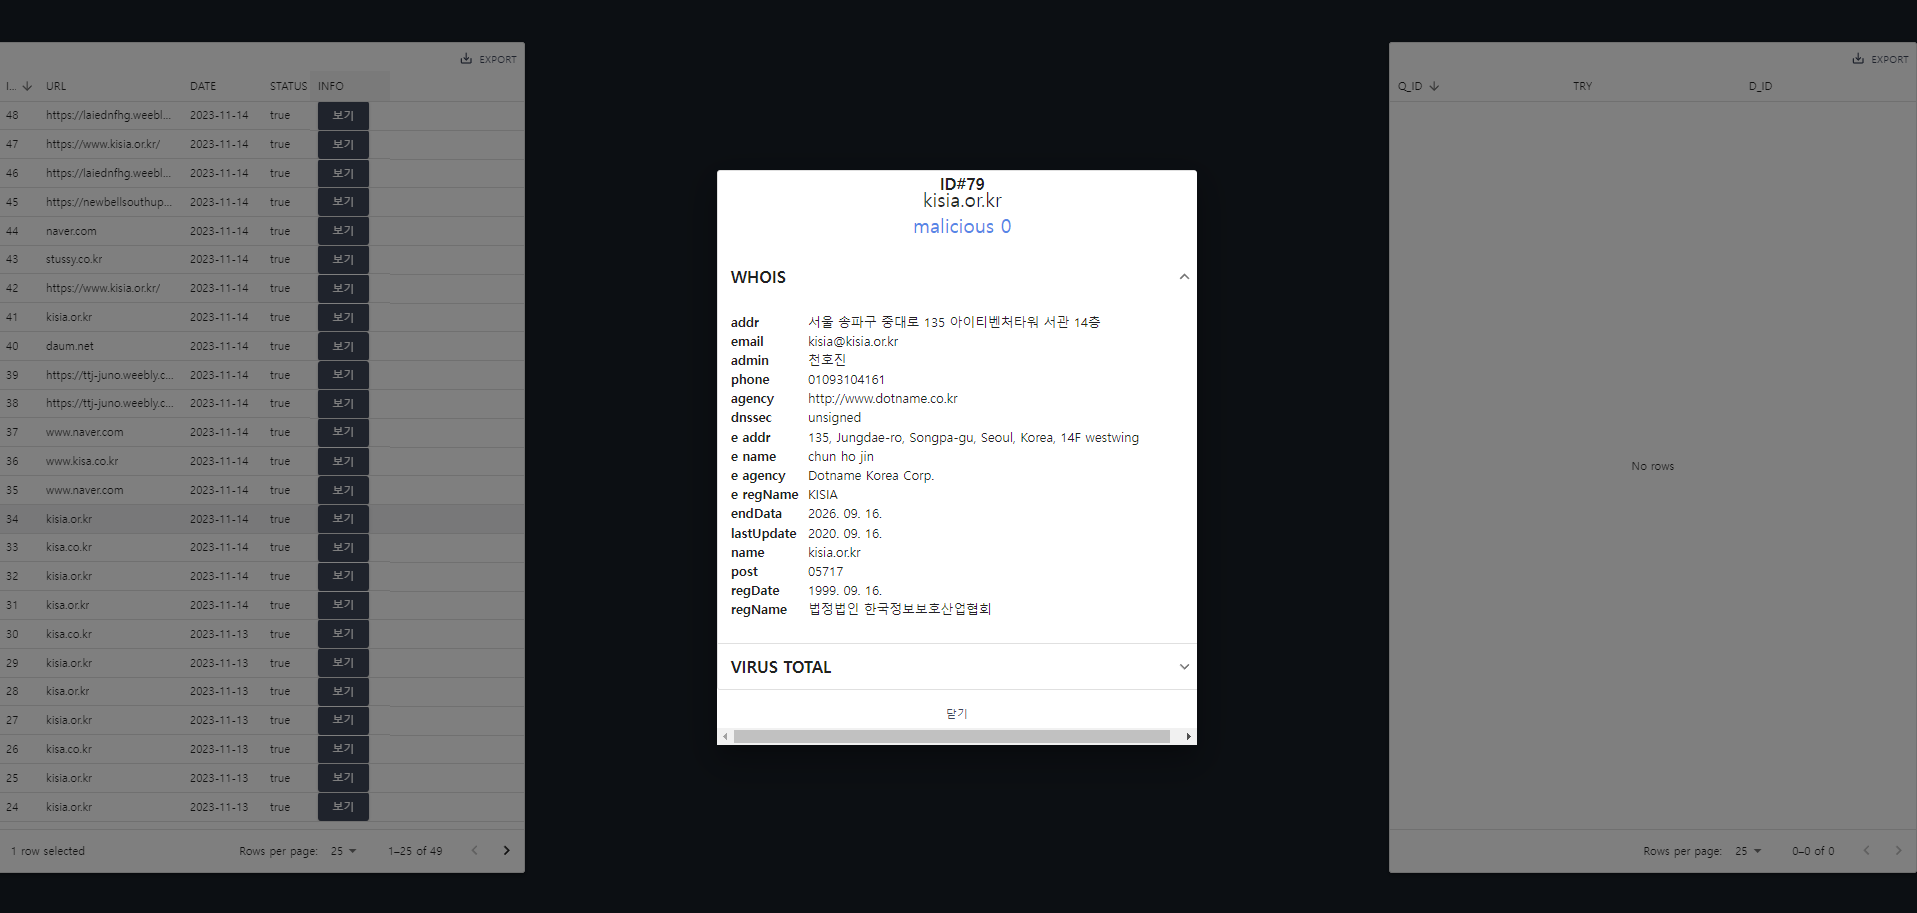 EXPORT
I... URL DATE STATUS INFO
48 https://laiednfhg.weebl... 2023-11-14 true 보기
47 https://www.kisia.or.kr/ 2023-11-14 true 보기
46 https://laiednfhg.weebl... 2023-11-14 true 보기
45 https://newbellsouthup... 2023-11-14 true 보기
44 naver.com 2023-11-14 true 보기
43 stussy.co.kr 2023-11-14 true 보기
42 https://www.kisia.or.kr/ 2023-11-14 true 보기
41 kisia.or.kr 2023-11-14 true 보기
40 daum.net 2023-11-14 true 보기
39 https://ttj-juno.weebly.c... 2023-11-14 true 보기
38 https://ttj-juno.weebly.c... 2023-11-14 true 보기
37 www.naver.com 2023-11-14 true 보기
36 www.kisa.co.kr 2023-11-14 true 보기
35 www.naver.com 2023-11-14 true 보기
34 kisia.or.kr 2023-11-14 true 보기
33 kisa.co.kr 2023-11-14 true 보기
32 kisia.or.kr 2023-11-14 true 보기
31 kisa.or.kr 2023-11-14 true 보기
30 kisa.co.kr 2023-11-13 true 보기
29 kisia.or.kr 2023-11-13 true 보기
28 kisa.or.kr 2023-11-13 true 보기
27 kisia.or.kr 2023-11-13 true 보기
26 kisa.co.kr 2023-11-13 true 보기
25 kisia.or.kr 2023-11-13 true 보기
24 kisia.or.kr 2023-11-13 true 보기
1 row selected Rows per page: 25 1–25 of 49
ID#79
kisia.or.kr
malicious 0
WHOIS
addr 서울 송파구 중대로 135 아이티벤처타워 서관 14층
email kisia@kisia.or.kr
admin 천호진
phone 01093104161
agency http://www.dotname.co.kr
dnssec unsigned
e addr 135, Jungdae-ro, Songpa-gu, Seoul, Korea, 14F westwing
e name chun ho jin
e agency Dotname Korea Corp.
e regName KISIA
endData 2026. 09. 16.
lastUpdate 2020. 09. 16.
name kisia.or.kr
post 05717
regDate 1999. 09. 16.
regName 법정법인 한국정보보호산업협회
VIRUS TOTAL
닫기
EXPORT
Q_ID TRY D_ID
No rows
Rows per page: 25 0–0 of 0